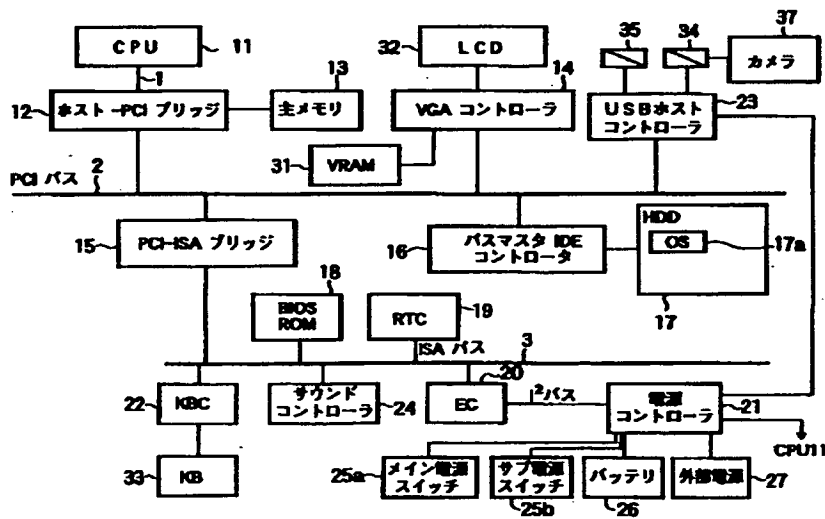 CPU
11
1
12
ホスト-PCI ブリッジ
13
主メモリ
32
LCD
14
VGA コントローラ
31
VRAM
35
34
37
カメラ
USBホスト
コントローラ
23
PCI バス
2
15
PCI-ISA ブリッジ
16
バスマスタ IDE
コントロータ
HDD
OS
17a
17
18
BIOS
ROM
RTC
19
ISA バス
3
22
KBC
サウンド
コントローラ
24
20
EC
I²バス
電源
コントローラ
21
CPU11
33
KB
25a
メイン電源
スイッチ
サブ電源
スイッチ
25b
バッテリ
26
外部電源
27